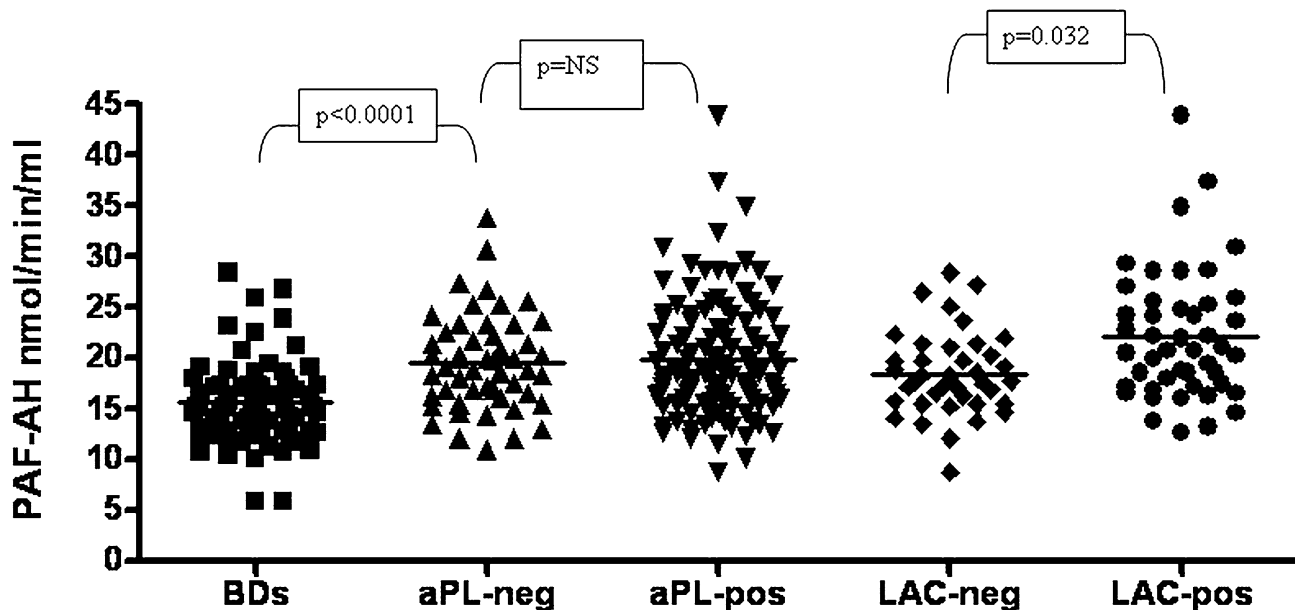 p=0.032
p=NS
p<0.0001
PAF-AH nmol/min/ml
45
40
35
30
25
20
15
10
5
0
BDs aPL-neg aPL-pos LAC-neg LAC-pos